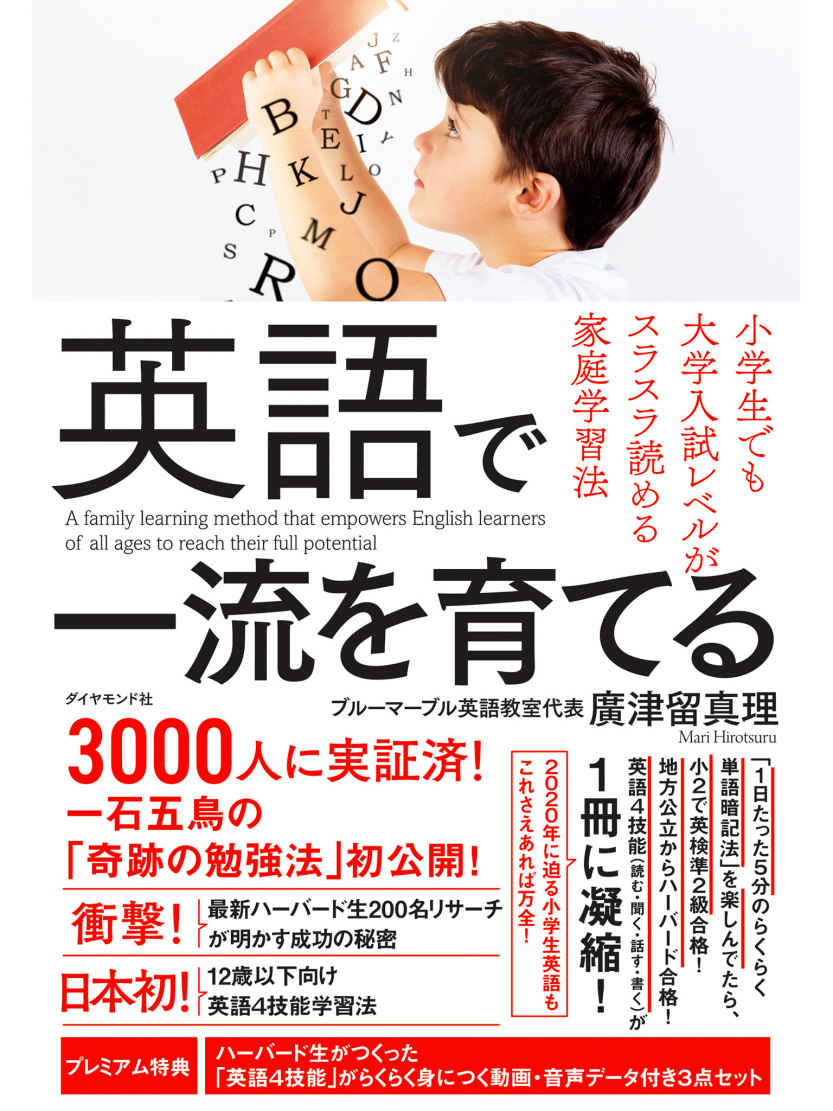 小学生でも
大学入試レベルが
スラスラ読める
家庭学習法
英語で
A family learning method that empowers English learners
of all ages to reach their full potential
一流を育てる
ダイヤモンド社
ブルーマーブル英語教室代表 廣津留真理
Mari Hirotsuru
3000人に実証済!
一石五鳥の
「奇跡の勉強法」初公開!
衝撃!
最新ハーバード生200名リサーチ
が明かす成功の秘密
日本初!
12歳以下向け
英語4技能学習法
「1日たった5分のらくらく
単語暗記法」を楽しんでたら、
小2で英検準2級合格!
地方公立からハーバード合格!
英語4技能(読む・聞く・話す・書く)が
1冊に凝縮!
2020年に迫る小学生英語も
これさえあれば万全!
プレミアム特典
ハーバード生がつくった
「英語4技能」がらくらく身につく動画・音声データ付き3点セット
J
Z
A
F
H
G
D
N
B
T
E
I
Y
P
H
K
L
O
C
J
P
M
S
R
O